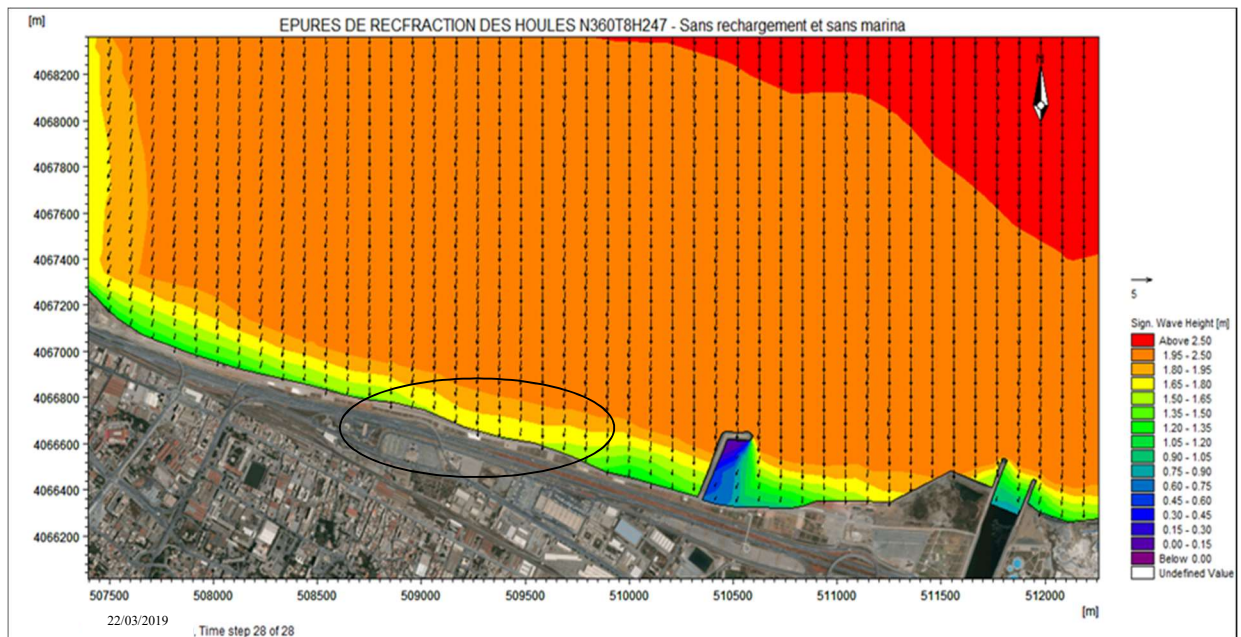 [m]
EPURES DE RECFRACTION DES HOULES N360T8H247 - Sans rechargement et sans marina
4068200
4068000
4067800
4067600
4067400
4067200
4067000
4066800
4066600
4066400
4066200
N
5
Sign. Wave Height [m]
Above 2.50
1.95 - 2.50
1.80 - 1.95
1.65 - 1.80
1.50 - 1.65
1.35 - 1.50
1.20 - 1.35
1.05 - 1.20
0.90 - 1.05
0.75 - 0.90
0.60 - 0.75
0.45 - 0.60
0.30 - 0.45
0.15 - 0.30
0.00 - 0.15
Below 0.00
Undefined Value
507500 508000 508500 509000 509500 510000 510500 511000 511500 512000
[m]
22/03/2019
, Time step 28 of 28